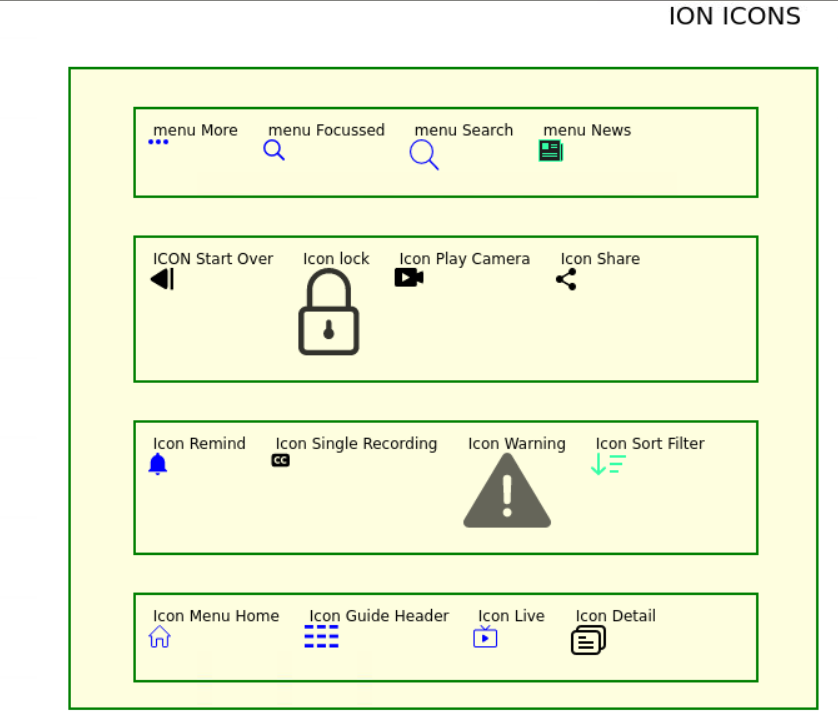 ION ICONS
menu More menu Focussed menu Search menu News
ICON Start Over Icon lock Icon Play Camera Icon Share
Icon Remind Icon Single Recording Icon Warning Icon Sort Filter
CC
Icon Menu Home Icon Guide Header Icon Live Icon Detail